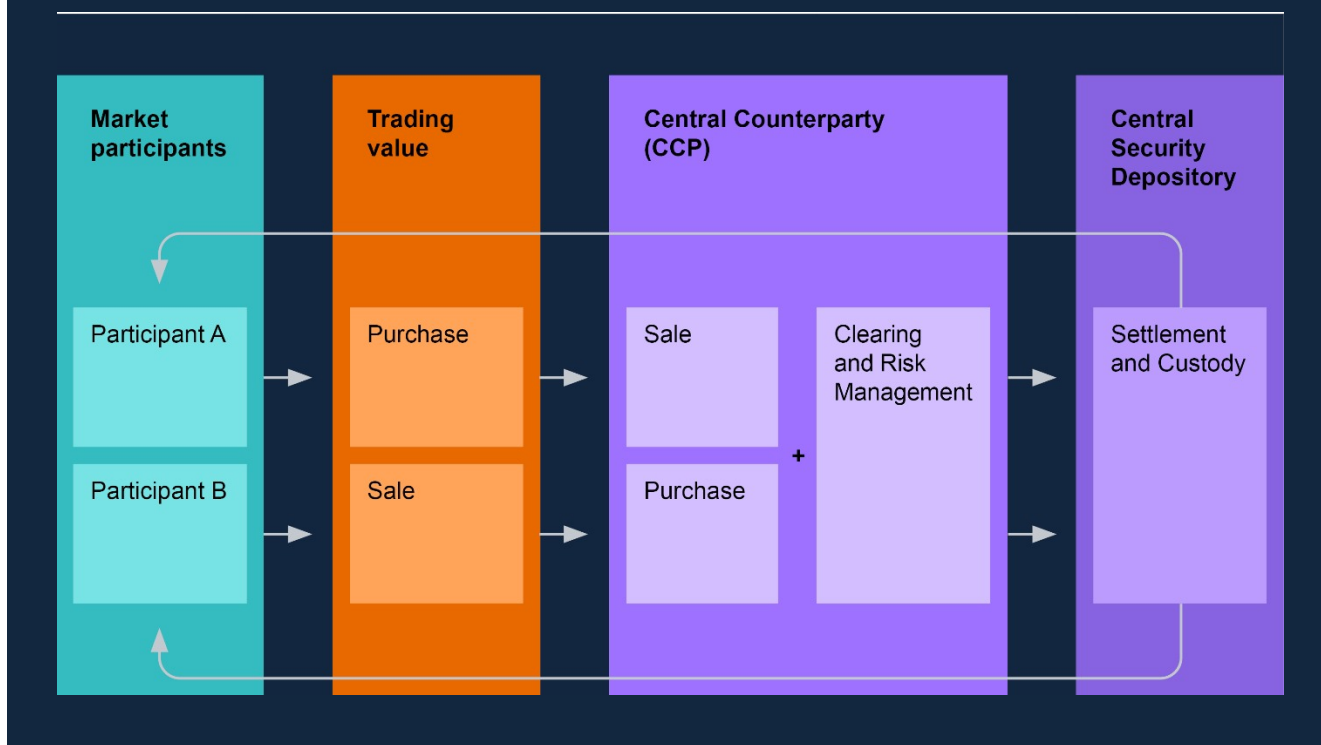 Market
participants
Trading
value
Central Counterparty
(CCP)
Central
Security
Depository
Participant A
Purchase
Sale
Clearing
and Risk
Management
Settlement
and Custody
+
Participant B
Sale
Purchase